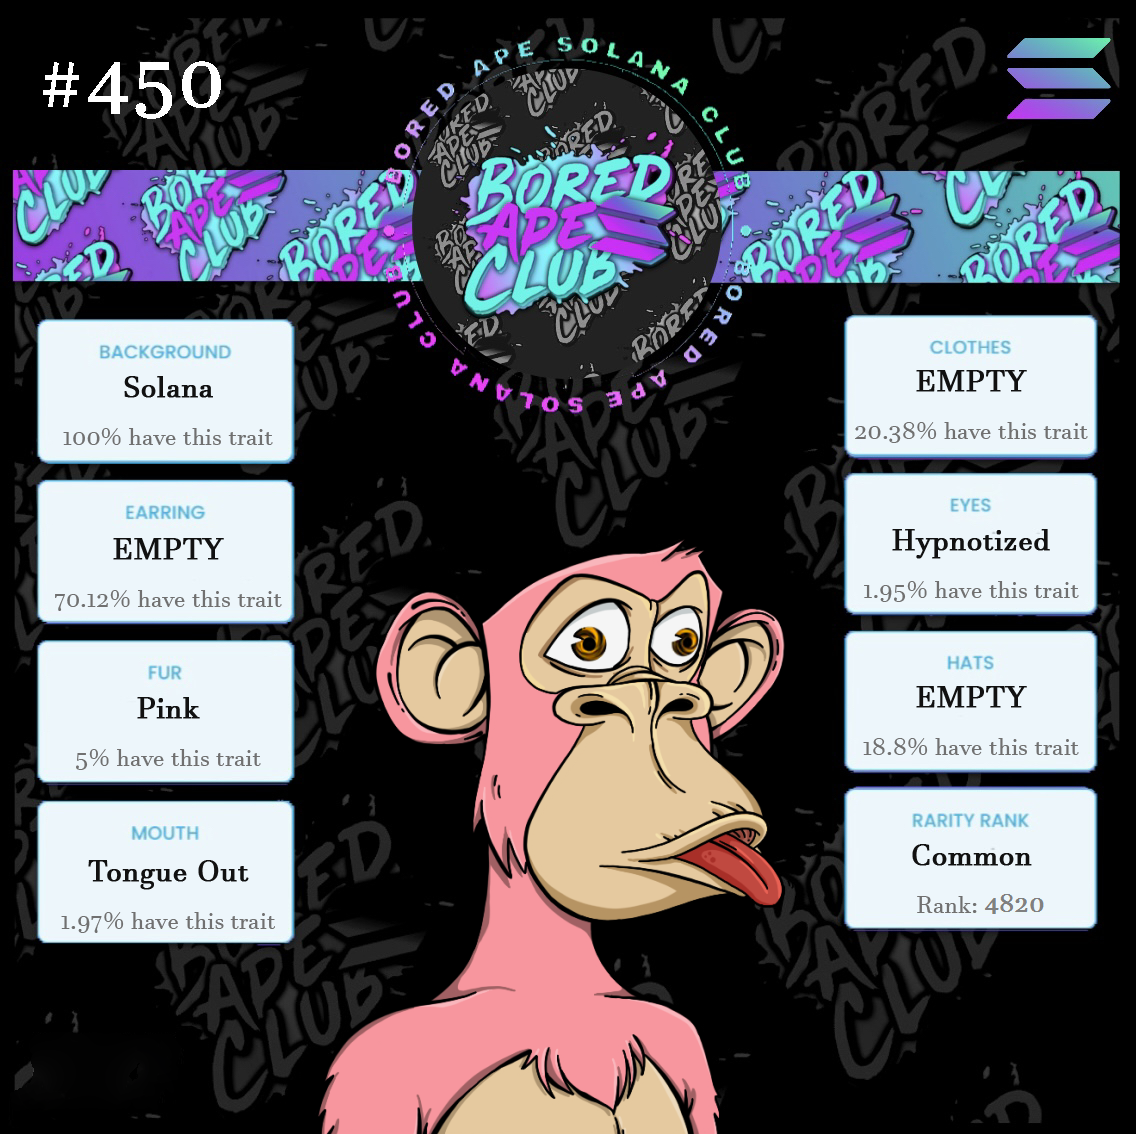 #450
BORED APE SOLANA CLUB
BORED
APE
CLUB
BORED APE SOLANA CLUB
BACKGROUND
Solana
100% have this trait
EARRING
EMPTY
70.12% have this trait
FUR
Pink
5% have this trait
MOUTH
Tongue Out
1.97% have this trait
CLOTHES
EMPTY
20.38% have this trait
EYES
Hypnotized
1.95% have this trait
HATS
EMPTY
18.8% have this trait
RARITY RANK
Common
Rank: 4820